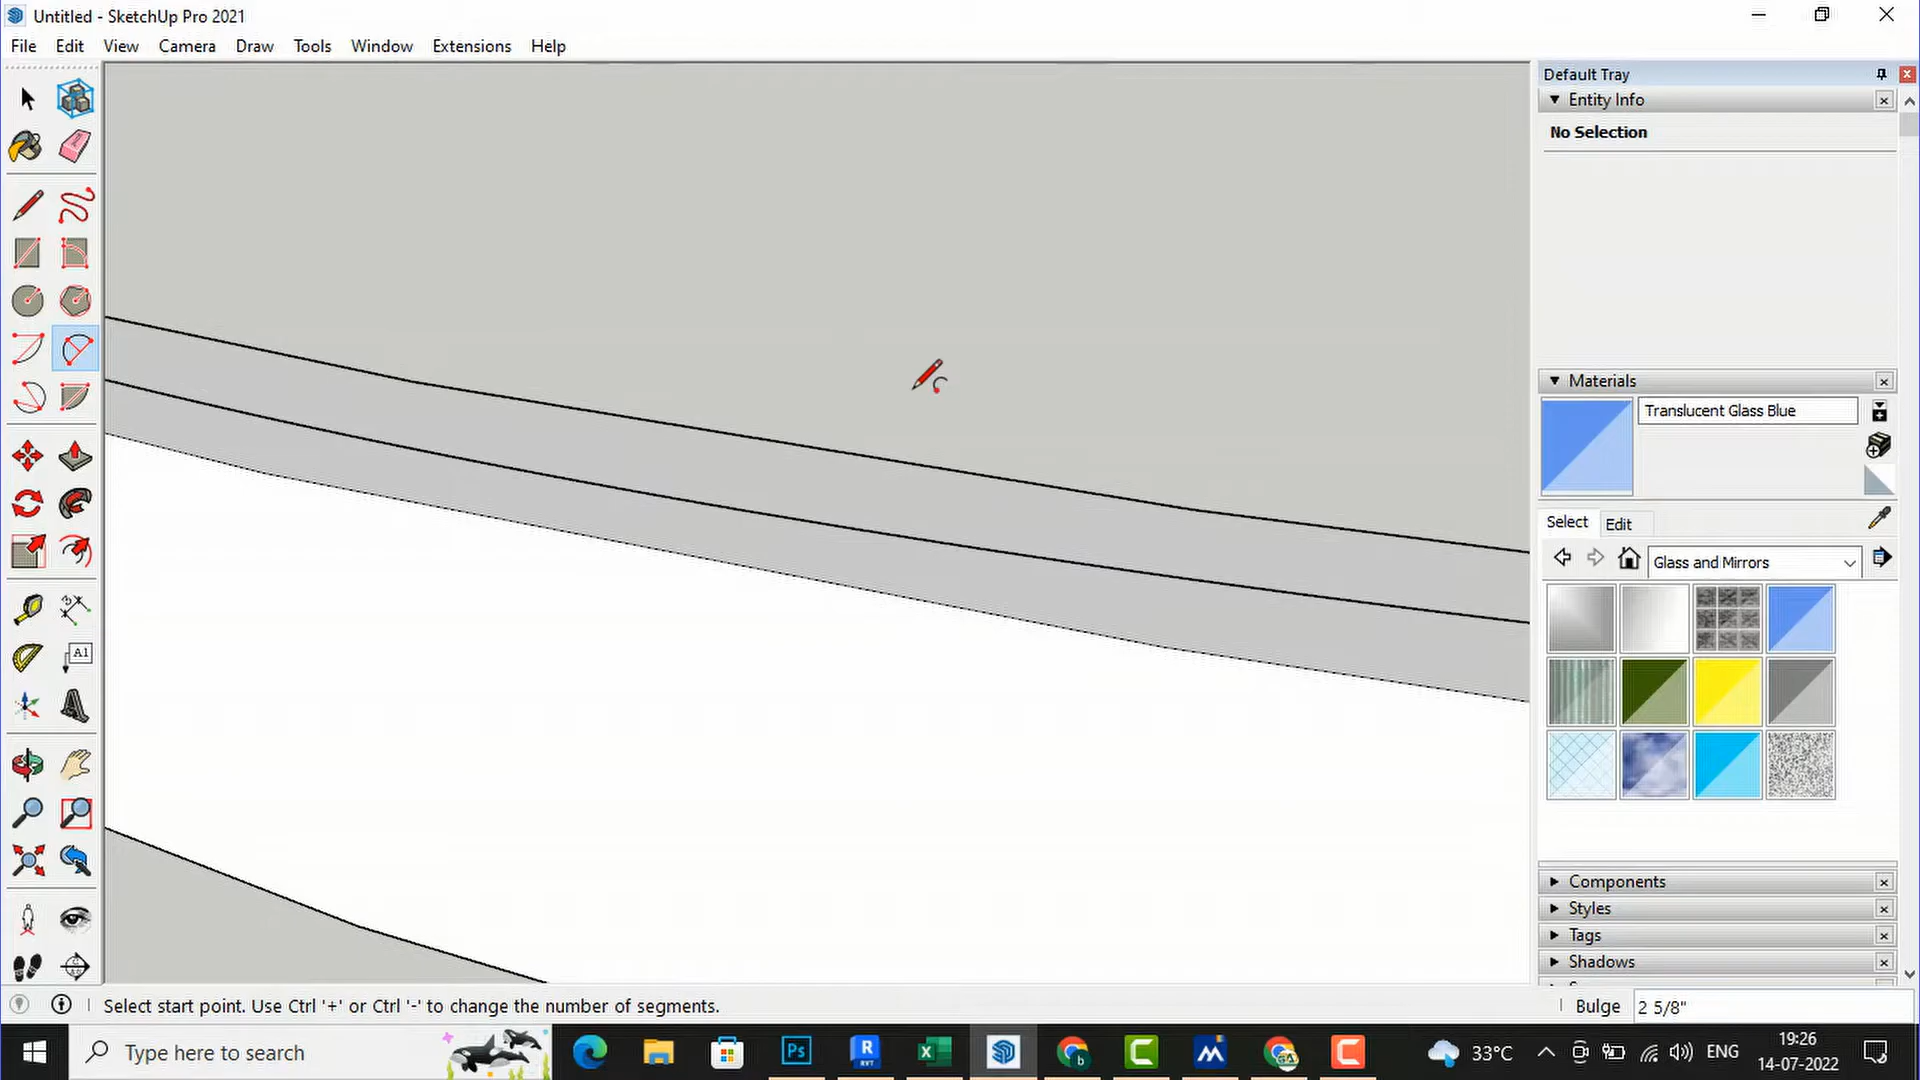 Untitled - SketchUp Pro 2021
File Edit View Camera Draw Tools Window Extensions Help
Default Tray
Entity Info
No Selection
Materials
Translucent Glass Blue
Select Edit
Glass and Mirrors
Components
Styles
Tags
Shadows
A1
Select start point. Use Ctrl '+' or Ctrl '-' to change the number of segments.
Bulge 2 5/8"
Type here to search
Ps
R
RVT
33°C
ENG
19:26
14-07-2022